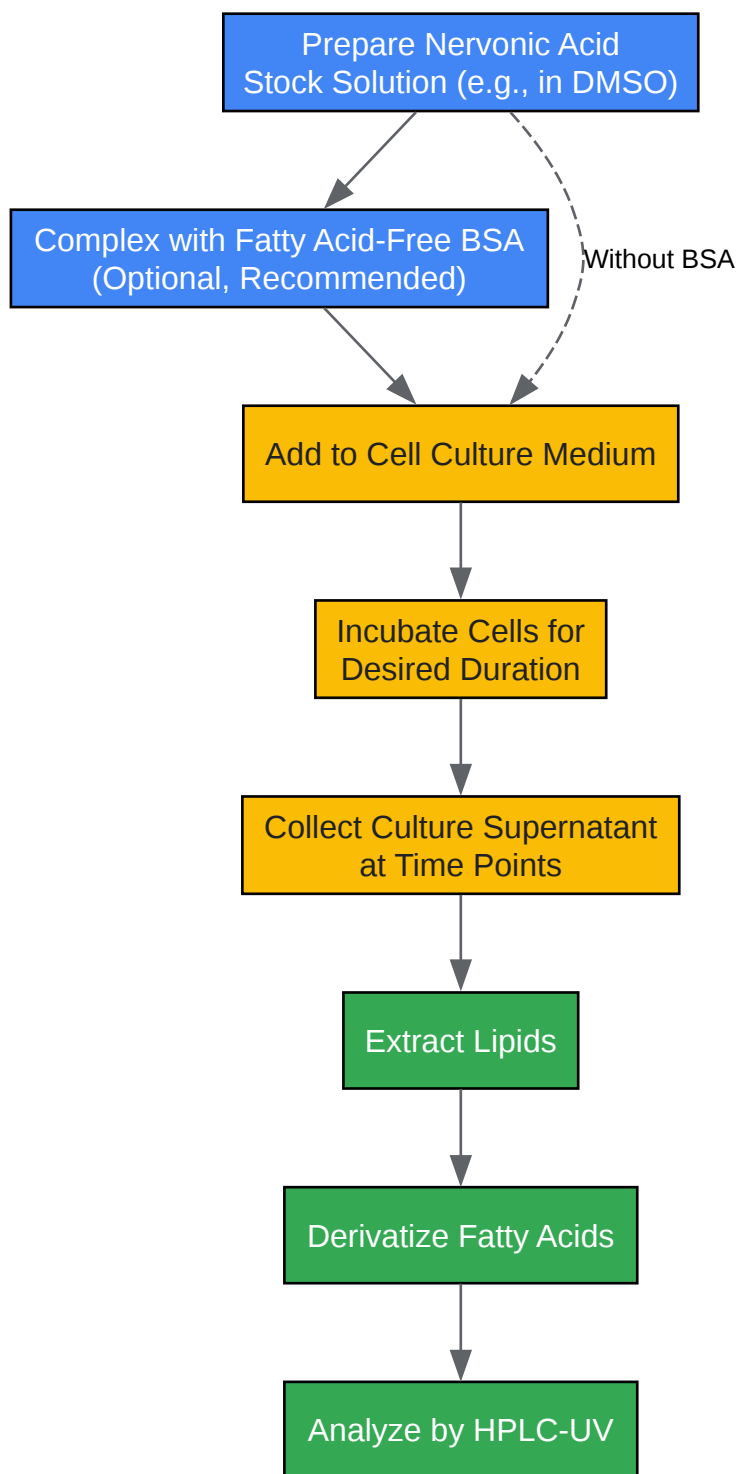 Prepare Nervonic Acid
Stock Solution (e.g., in DMSO)
Complex with Fatty Acid-Free BSA
(Optional, Recommended)
Without BSA
Add to Cell Culture Medium
Incubate Cells for
Desired Duration
Collect Culture Supernatant
at Time Points
Extract Lipids
Derivatize Fatty Acids
Analyze by HPLC-UV